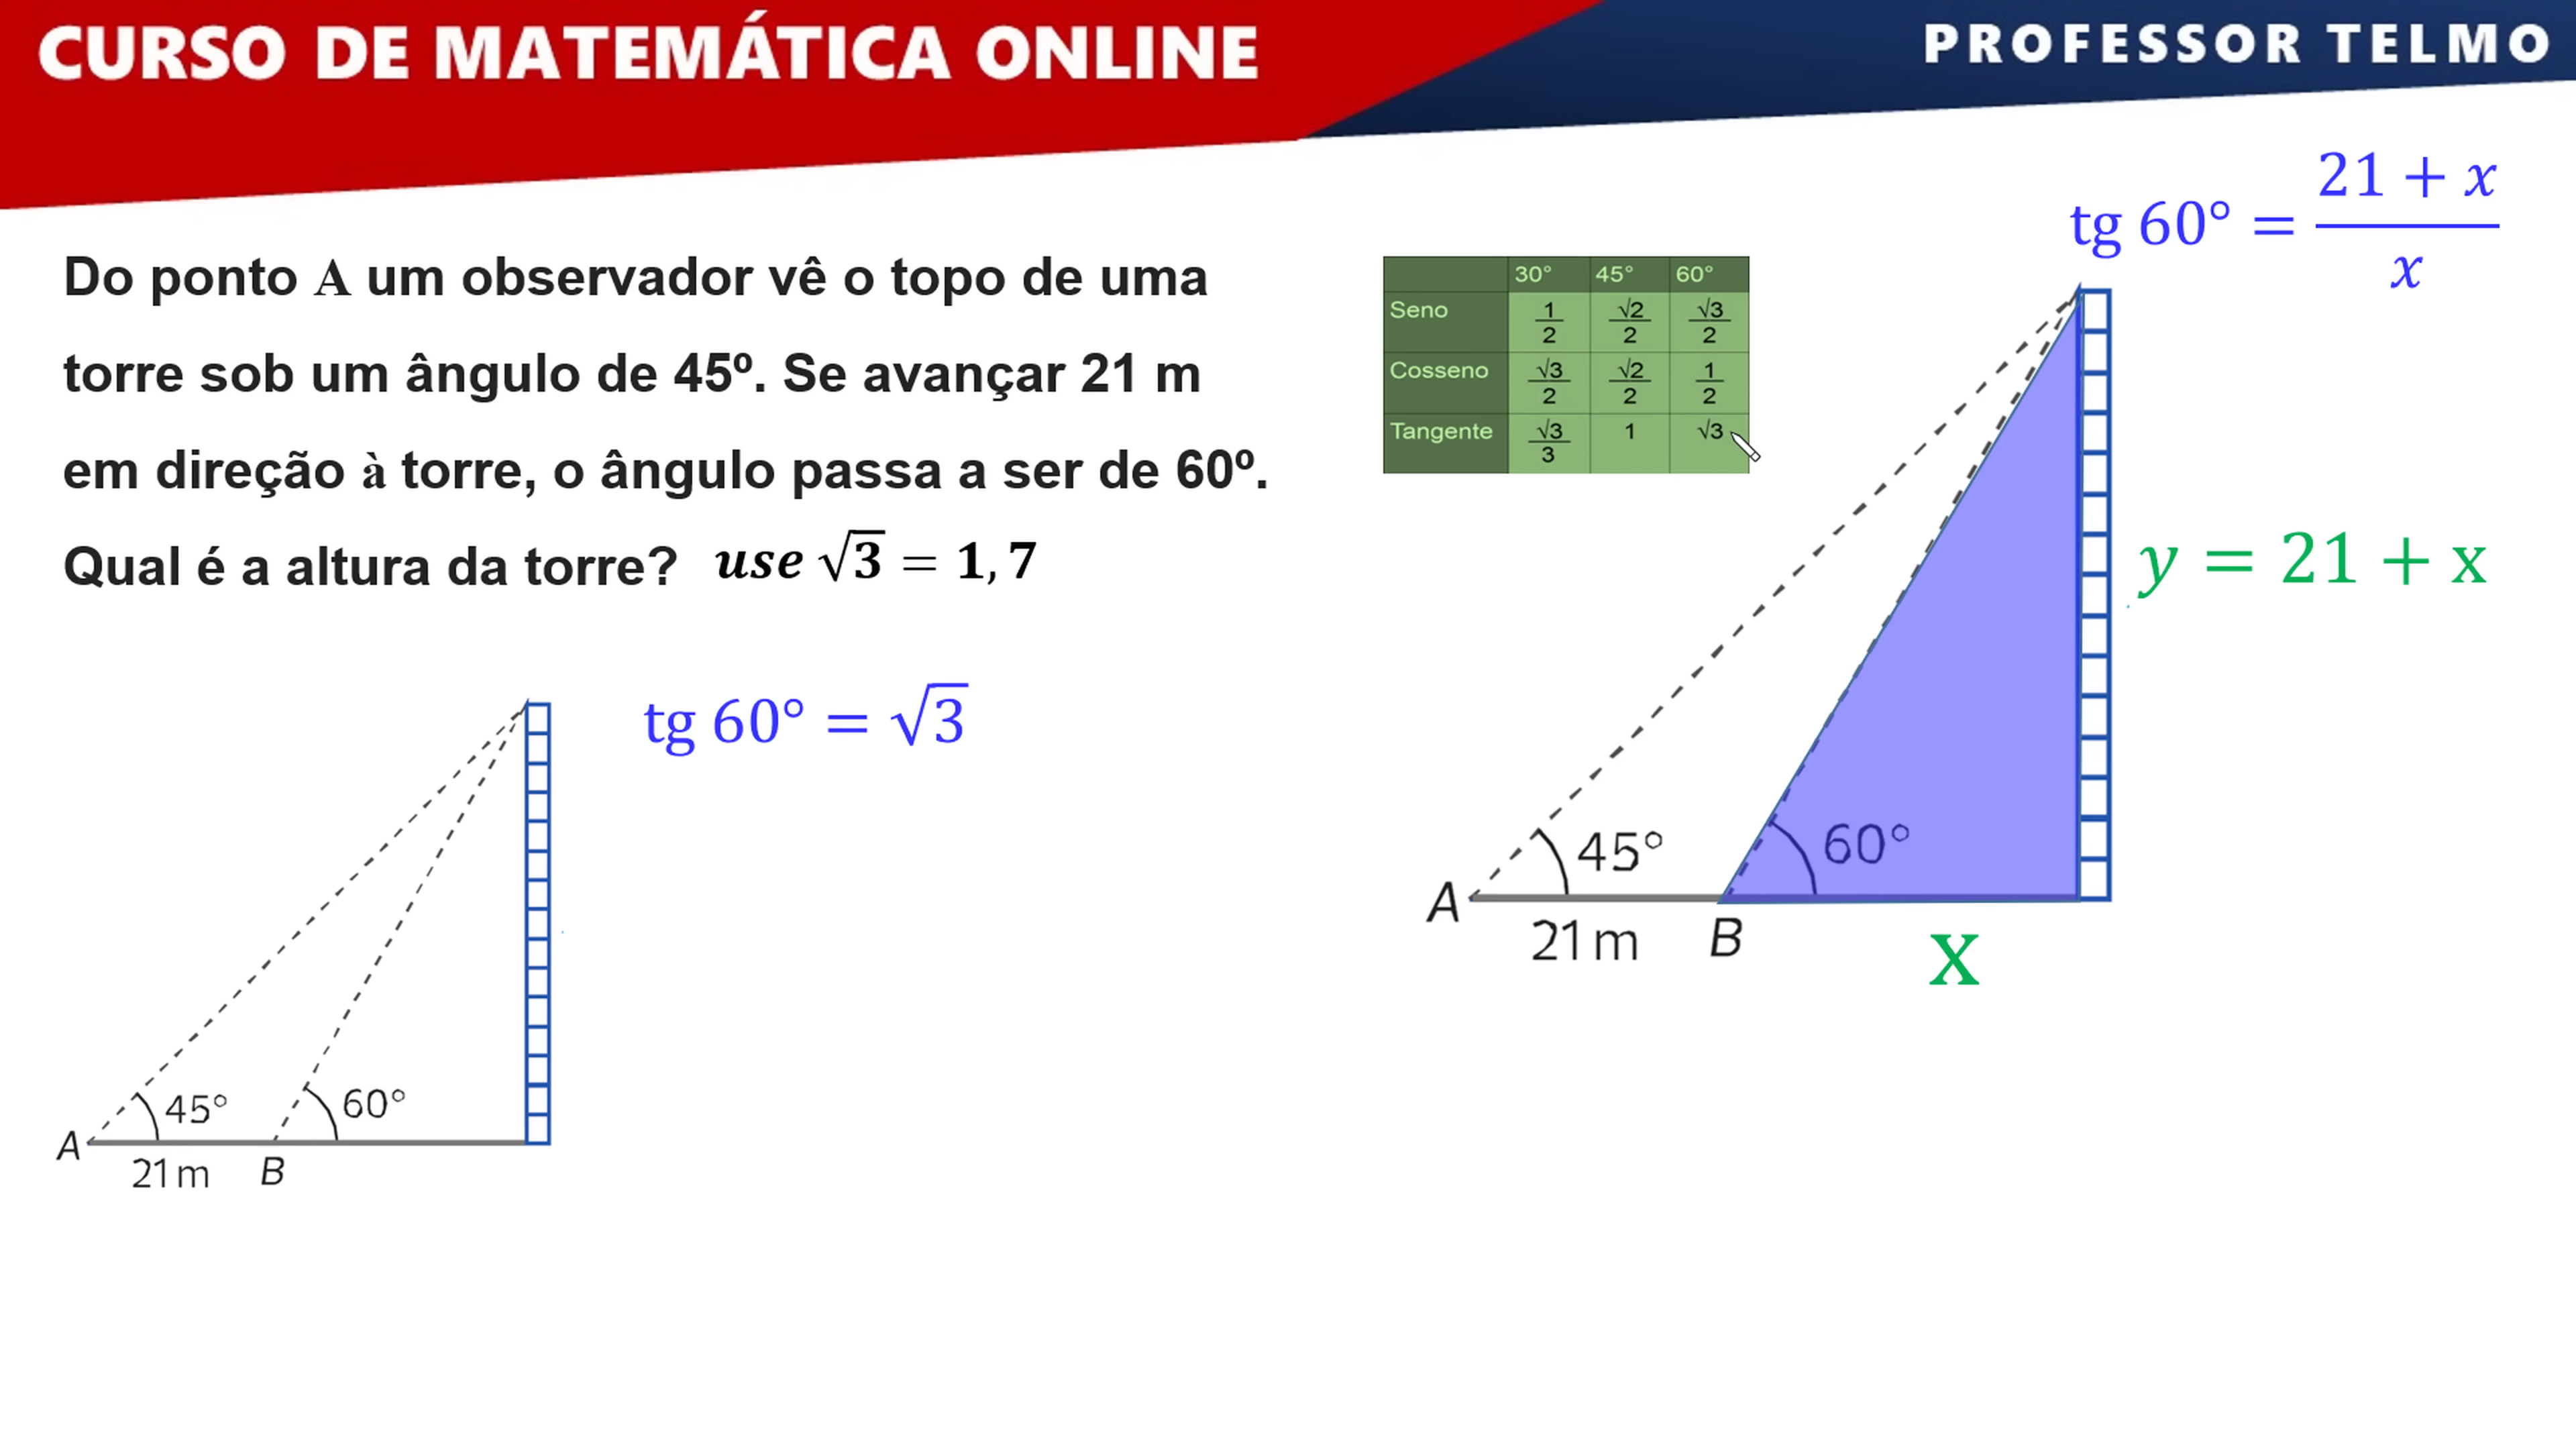 CURSO DE MATEMÁTICA ONLINE
PROFESSOR TELMO
Do ponto A um observador vê o topo de uma
torre sob um ângulo de 45º. Se avançar 21 m
em direção à torre, o ângulo passa a ser de 60º.
Qual é a altura da torre? use √3 = 1,7
tg 60° = √3
45°
60°
A
21 m
B
30° 45° 60°
Seno 1/2 √2/2 √3/2
Cosseno √3/2 √2/2 1/2
Tangente √3/3 1 √3
tg 60° = (21 + x)/x
y = 21 + x
45°
60°
A
21 m
B
x